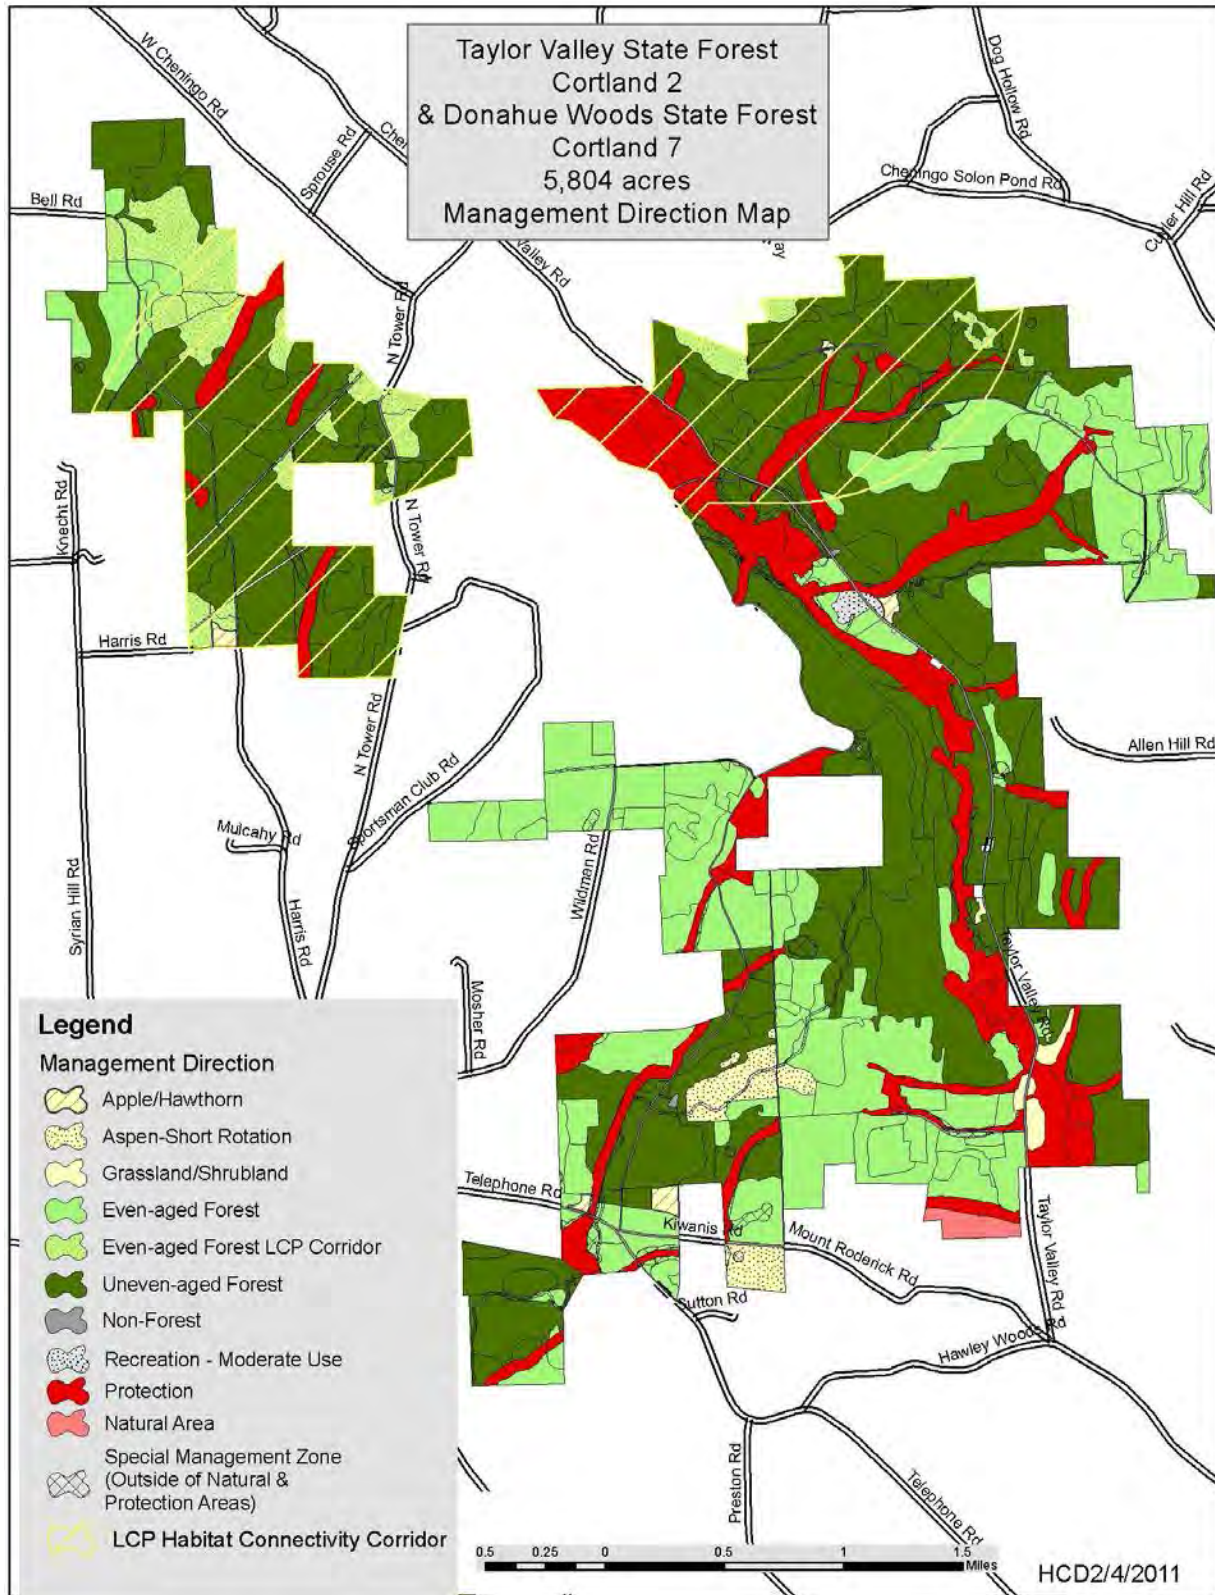 Taylor Valley State Forest
Cortland 2
& Donahue Woods State Forest
Cortland 7
5,804 acres
Management Direction Map
W Cheningo Rd
Sprouse Rd
Bell Rd
Valley Rd
Dog Hollow Rd
Cheningo Solon Pond Rd
Cuyler Hill Rd
N Tower Rd
N Tower Rd
Knecht Rd
Harris Rd
N Tower Rd
Sportsman Club Rd
Mulcahy Rd
Syrian Hill Rd
Harris Rd
Wildman Rd
Mosher Rd
Allen Hill Rd
Taylor Valley Rd
Telephone Rd
Kiwanis Rd
Mount Roderick Rd
Taylor Valley Rd
Sutton Rd
Hawley Woods Rd
Preston Rd
Telephone Rd
Legend
Management Direction
Apple/Hawthorn
Aspen-Short Rotation
Grassland/Shrubland
Even-aged Forest
Even-aged Forest LCP Corridor
Uneven-aged Forest
Non-Forest
Recreation - Moderate Use
Protection
Natural Area
Special Management Zone
(Outside of Natural &
Protection Areas)
LCP Habitat Connectivity Corridor
0.5 0.25 0 0.5 1 1.5
Miles
HCD2/4/2011